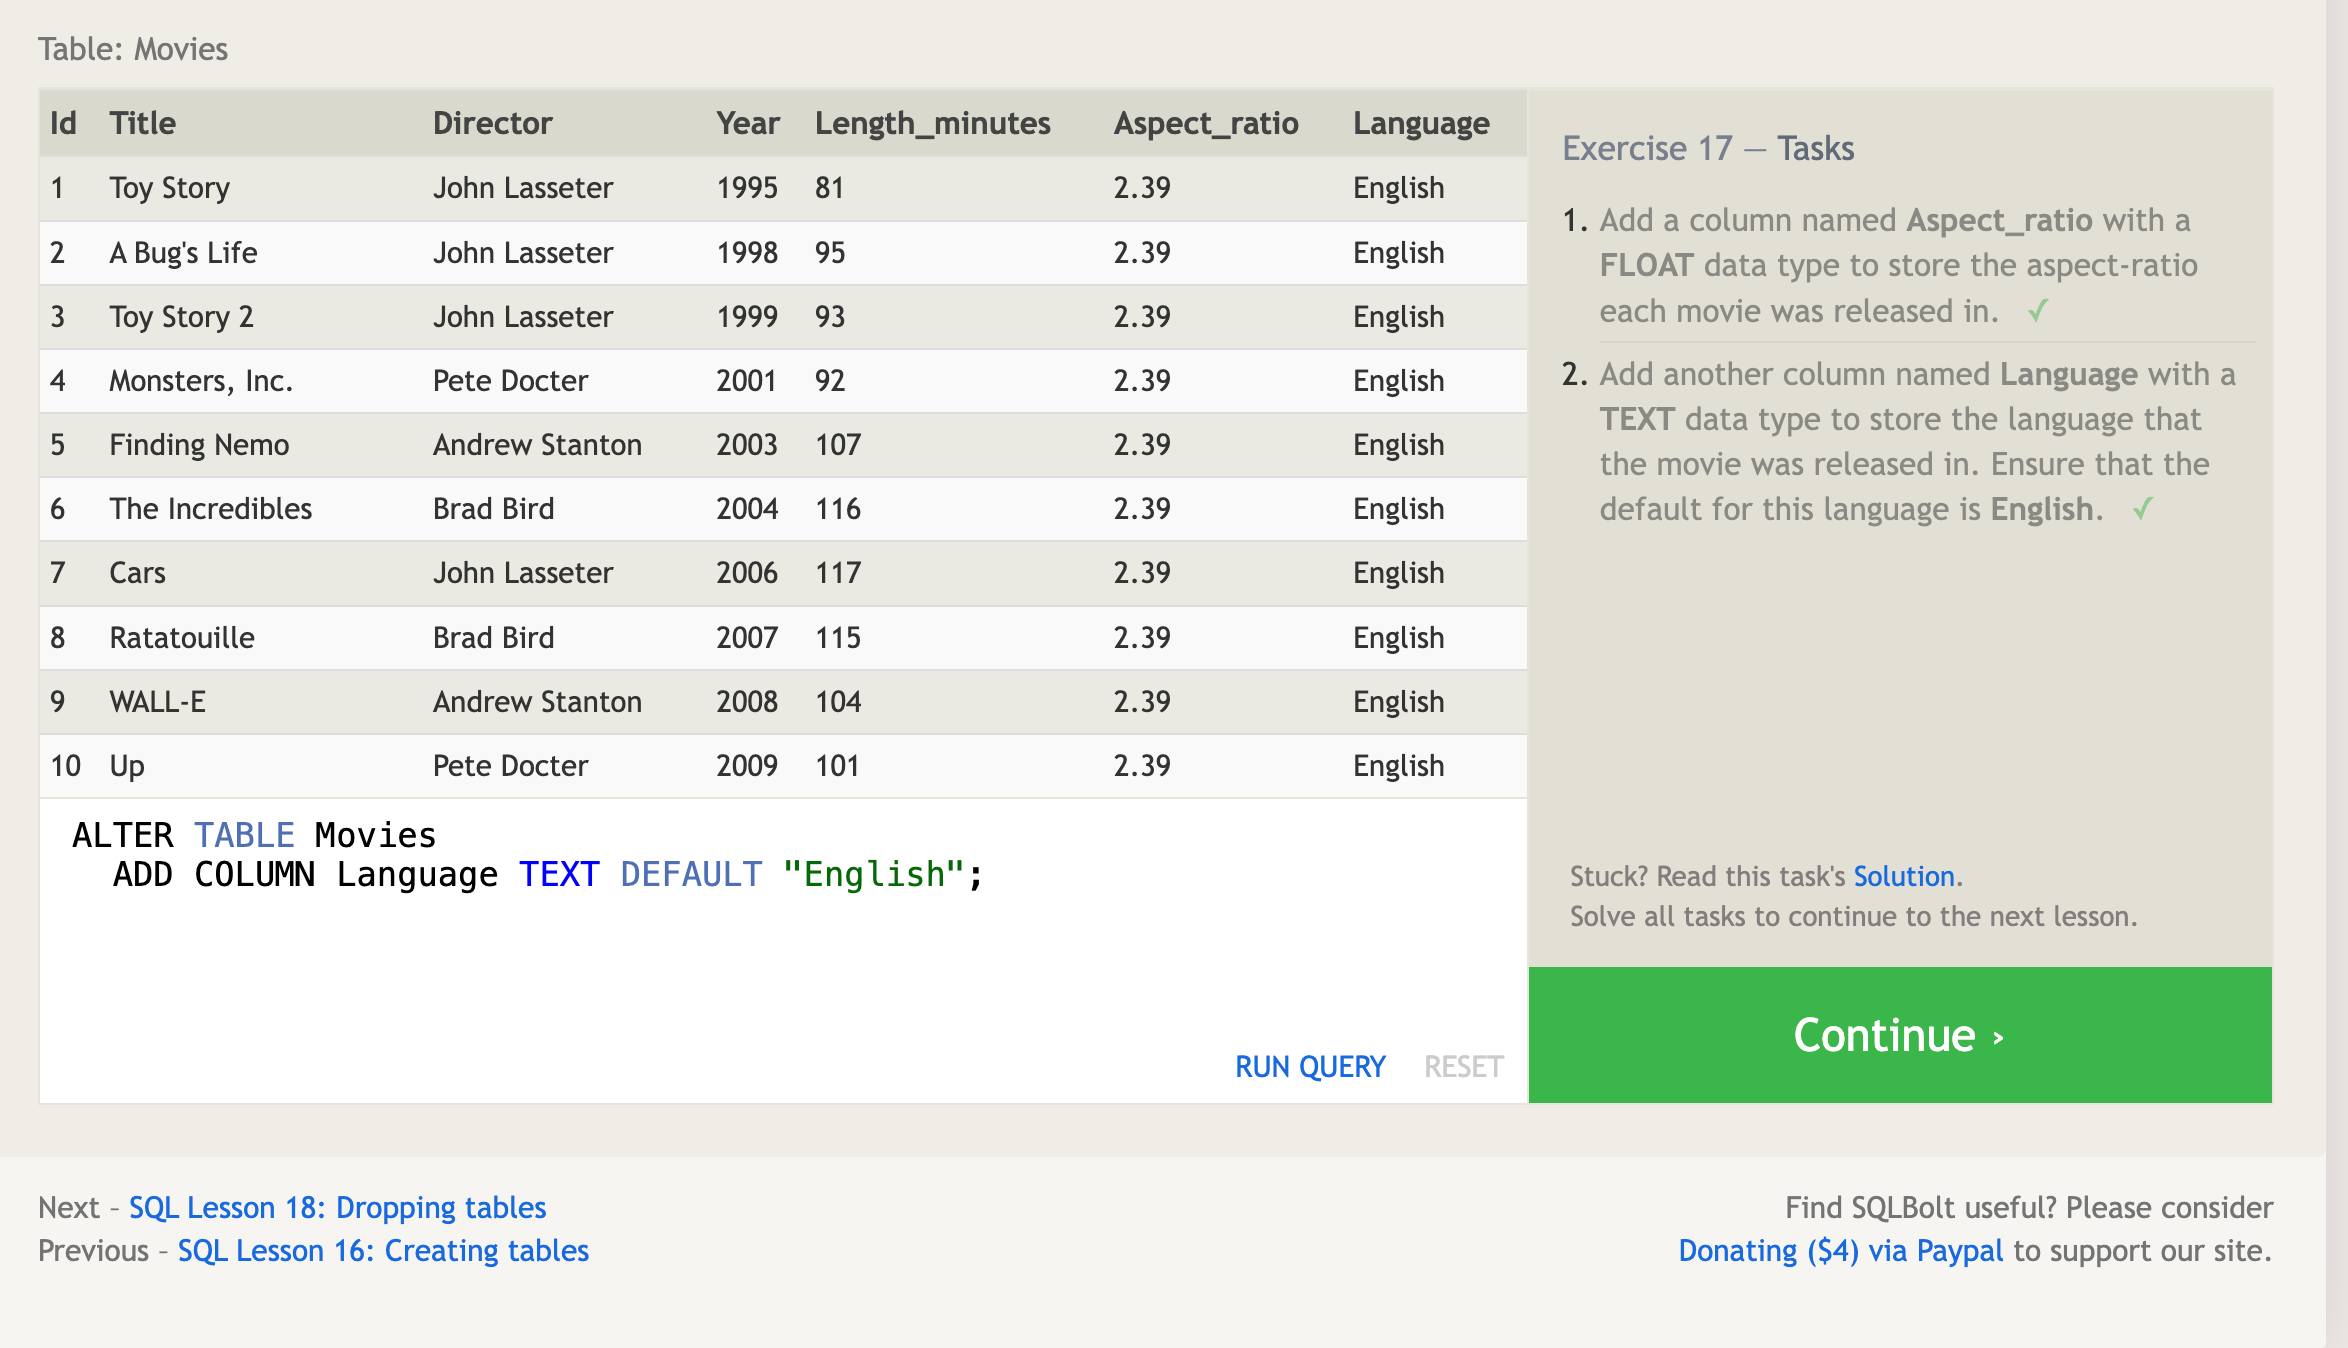 Table: Movies
Id Title Director Year Length_minutes Aspect_ratio Language
1 Toy Story John Lasseter 1995 81 2.39 English
2 A Bug's Life John Lasseter 1998 95 2.39 English
3 Toy Story 2 John Lasseter 1999 93 2.39 English
4 Monsters, Inc. Pete Docter 2001 92 2.39 English
5 Finding Nemo Andrew Stanton 2003 107 2.39 English
6 The Incredibles Brad Bird 2004 116 2.39 English
7 Cars John Lasseter 2006 117 2.39 English
8 Ratatouille Brad Bird 2007 115 2.39 English
9 WALL-E Andrew Stanton 2008 104 2.39 English
10 Up Pete Docter 2009 101 2.39 English
ALTER TABLE Movies
  ADD COLUMN Language TEXT DEFAULT "English";
RUN QUERY RESET
Exercise 17 — Tasks
1. Add a column named Aspect_ratio with a
FLOAT data type to store the aspect-ratio
each movie was released in. ✓
2. Add another column named Language with a
TEXT data type to store the language that
the movie was released in. Ensure that the
default for this language is English. ✓
Stuck? Read this task's Solution.
Solve all tasks to continue to the next lesson.
Continue ›
Next – SQL Lesson 18: Dropping tables
Previous – SQL Lesson 16: Creating tables
Find SQLBolt useful? Please consider
Donating ($4) via Paypal to support our site.